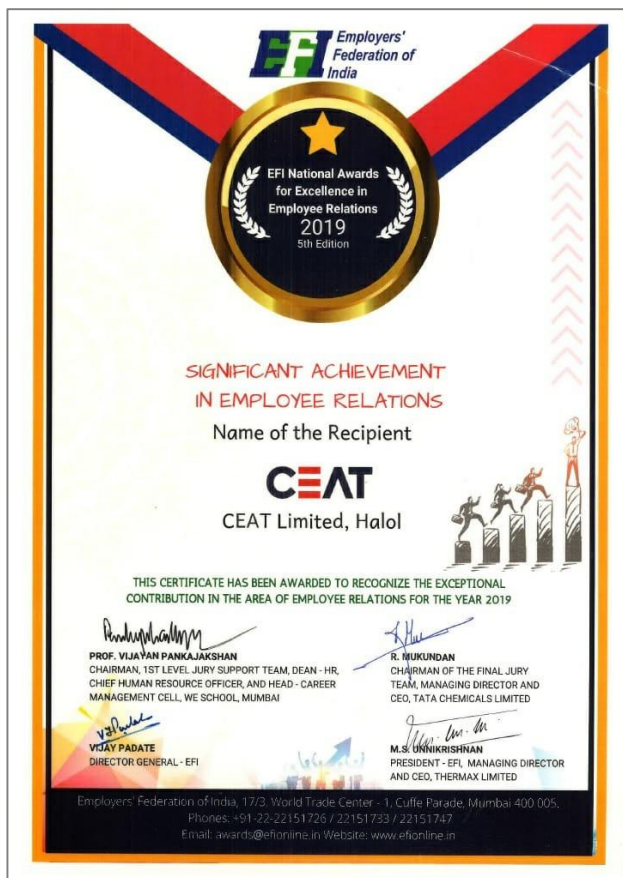 EFI
Employers'
Federation of
India
EFI National Awards
for Excellence in
Employee Relations
2019
5th Edition
SIGNIFICANT ACHIEVEMENT
IN EMPLOYEE RELATIONS
Name of the Recipient
CEAT
CEAT Limited, Halol
THIS CERTIFICATE HAS BEEN AWARDED TO RECOGNIZE THE EXCEPTIONAL
CONTRIBUTION IN THE AREA OF EMPLOYEE RELATIONS FOR THE YEAR 2019
PROF. VIJAYAN PANKAJAKSHAN
CHAIRMAN, 1ST LEVEL JURY SUPPORT TEAM, DEAN - HR,
CHIEF HUMAN RESOURCE OFFICER, AND HEAD - CAREER
MANAGEMENT CELL, WE SCHOOL, MUMBAI
R. MUKUNDAN
CHAIRMAN OF THE FINAL JURY
TEAM, MANAGING DIRECTOR AND
CEO, TATA CHEMICALS LIMITED
VIJAY PADATE
DIRECTOR GENERAL - EFI
M.S. UNNIKRISHNAN
PRESIDENT - EFI, MANAGING DIRECTOR
AND CEO, THERMAX LIMITED
Employers' Federation of India, 17/3, World Trade Center - 1, Cuffe Parade, Mumbai 400 005.
Phones: +91-22-22151726 / 22151733 / 22151747
Email: awards@efionline.in Website: www.efionline.in